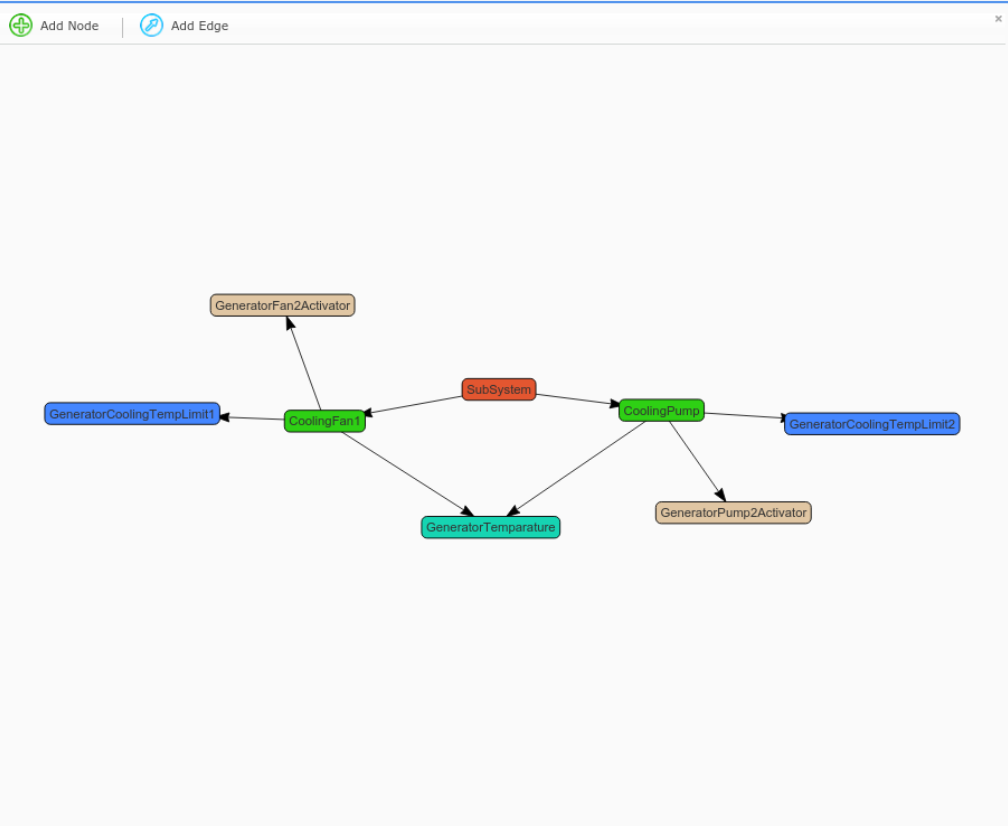 Add Node
Add Edge
×
GeneratorFan2Activator
SubSystem
GeneratorCoolingTempLimit1
CoolingFan1
CoolingPump
GeneratorCoolingTempLimit2
GeneratorPump2Activator
GeneratorTemparature